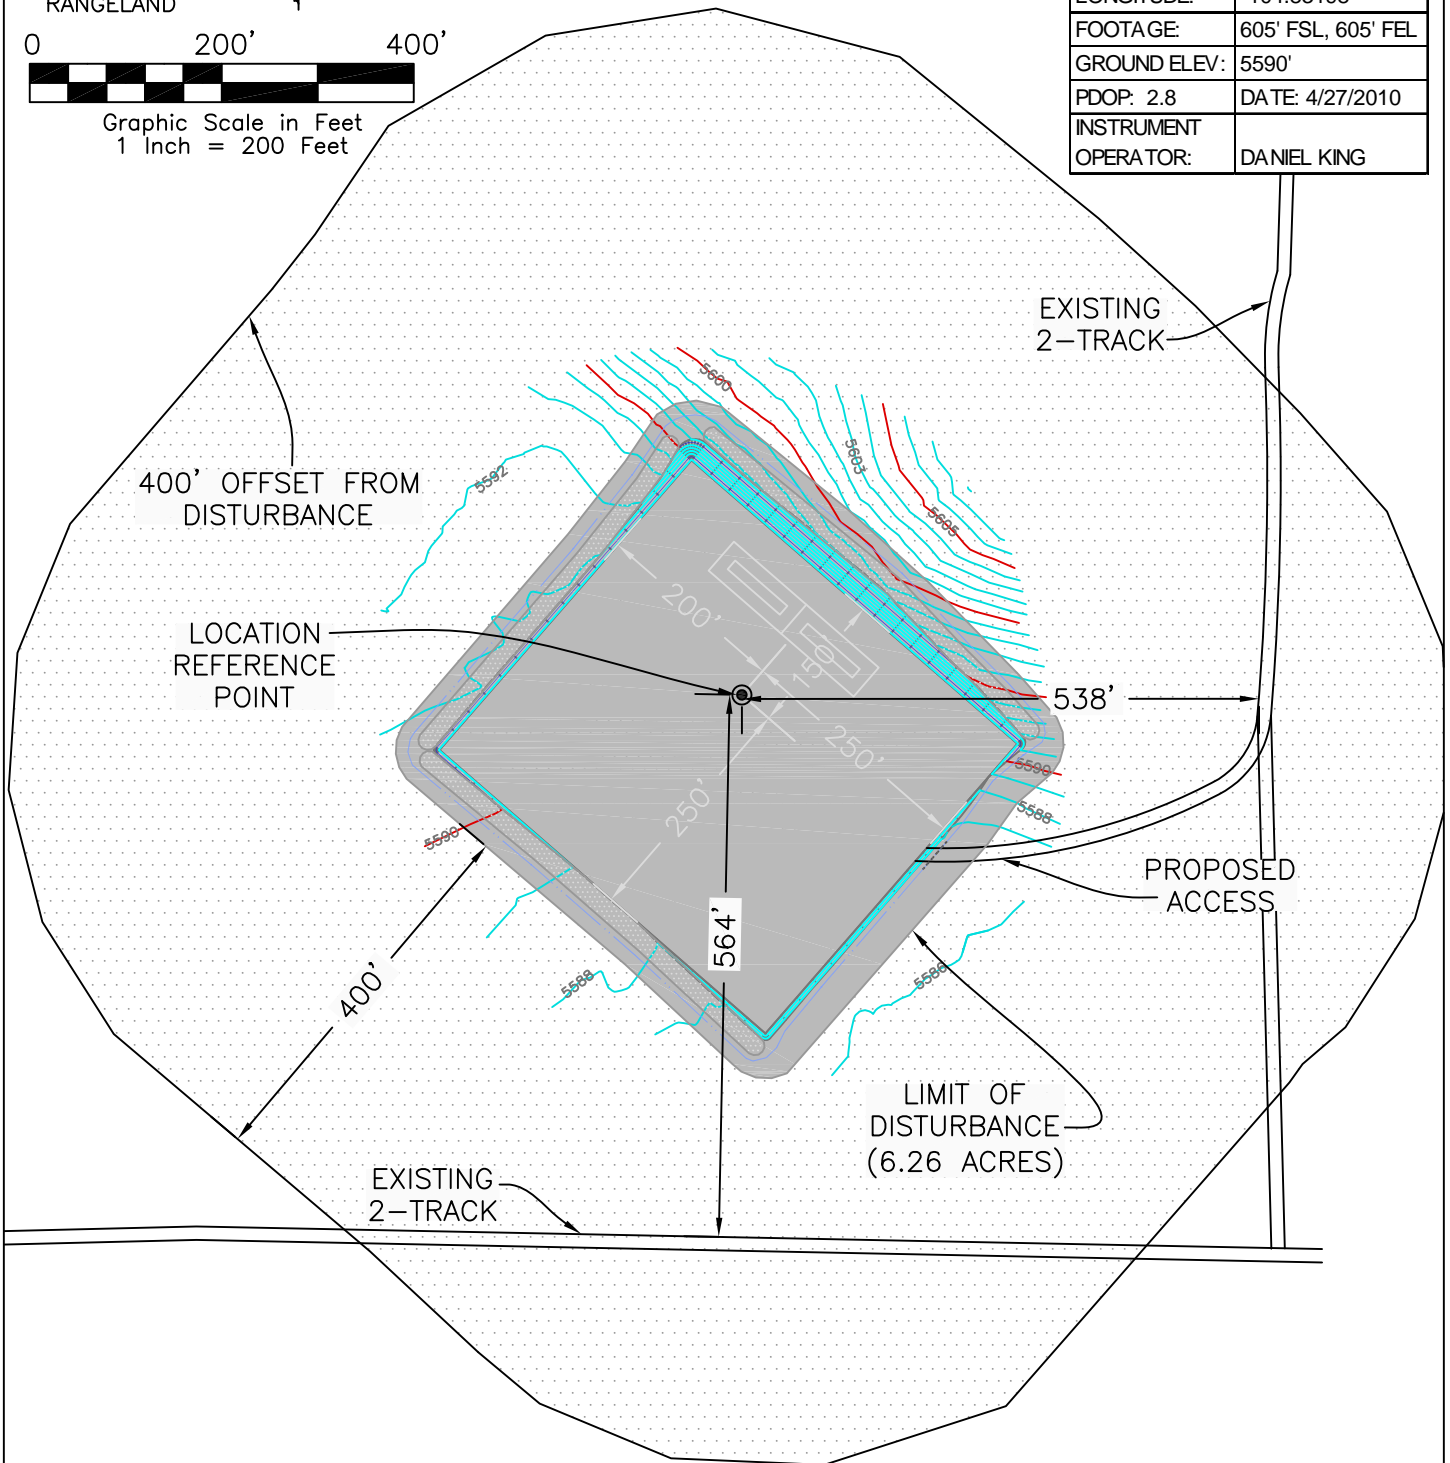 RANGELAND
0 200' 400'
Graphic Scale in Feet
1 Inch = 200 Feet
FOOTAGE: 605' FSL, 605' FEL
GROUND ELEV: 5590'
PDOP: 2.8 DATE: 4/27/2010
INSTRUMENT
OPERATOR: DANIEL KING
EXISTING
2-TRACK
400' OFFSET FROM
DISTURBANCE
5600
5603
5605
5592
LOCATION
REFERENCE
POINT
200'
150'
538'
250'
250'
5590
5588
5590
PROPOSED
ACCESS
564'
400'
5588
5586
LIMIT OF
DISTURBANCE
(6.26 ACRES)
EXISTING
2-TRACK